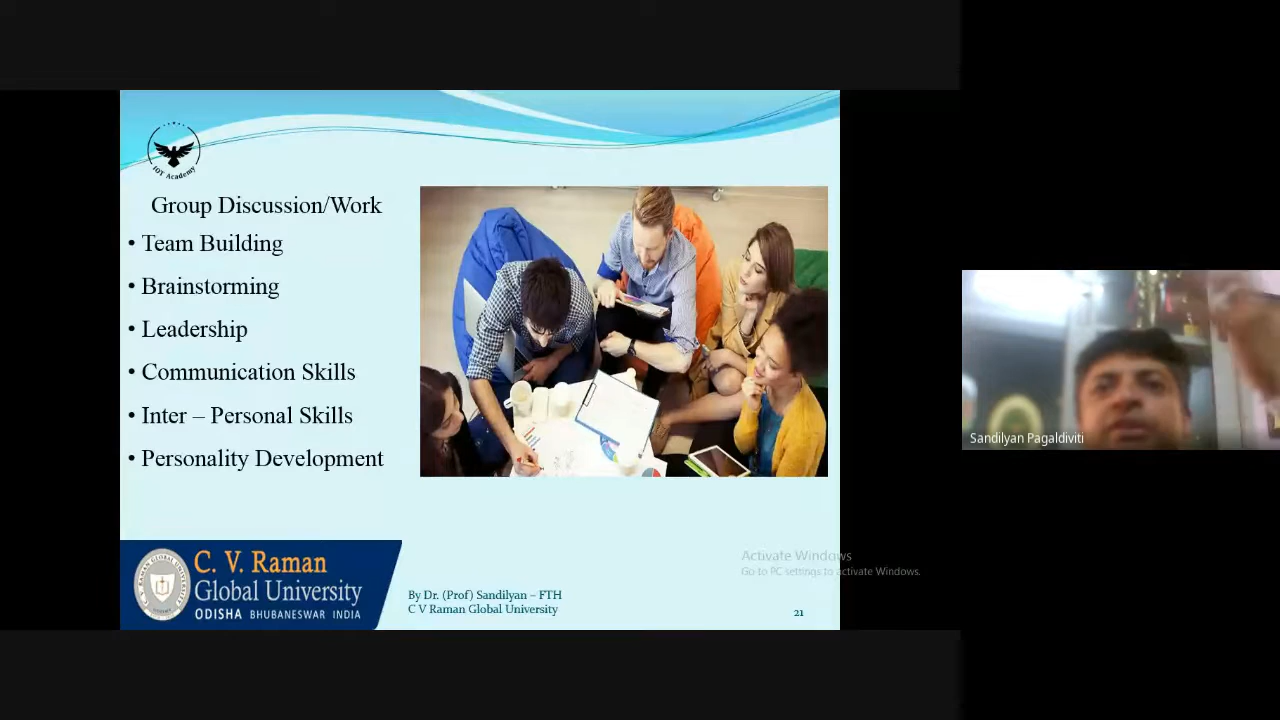 IOT Academy
Group Discussion/Work
• Team Building
• Brainstorming
• Leadership
• Communication Skills
• Inter – Personal Skills
• Personality Development
C. V. Raman
Global University
ODISHA BHUBANESWAR INDIA
By Dr. (Prof) Sandilyan – FTH
C V Raman Global University
21
Activate Windows
Go to PC settings to activate Windows.
Sandilyan Pagaldiviti